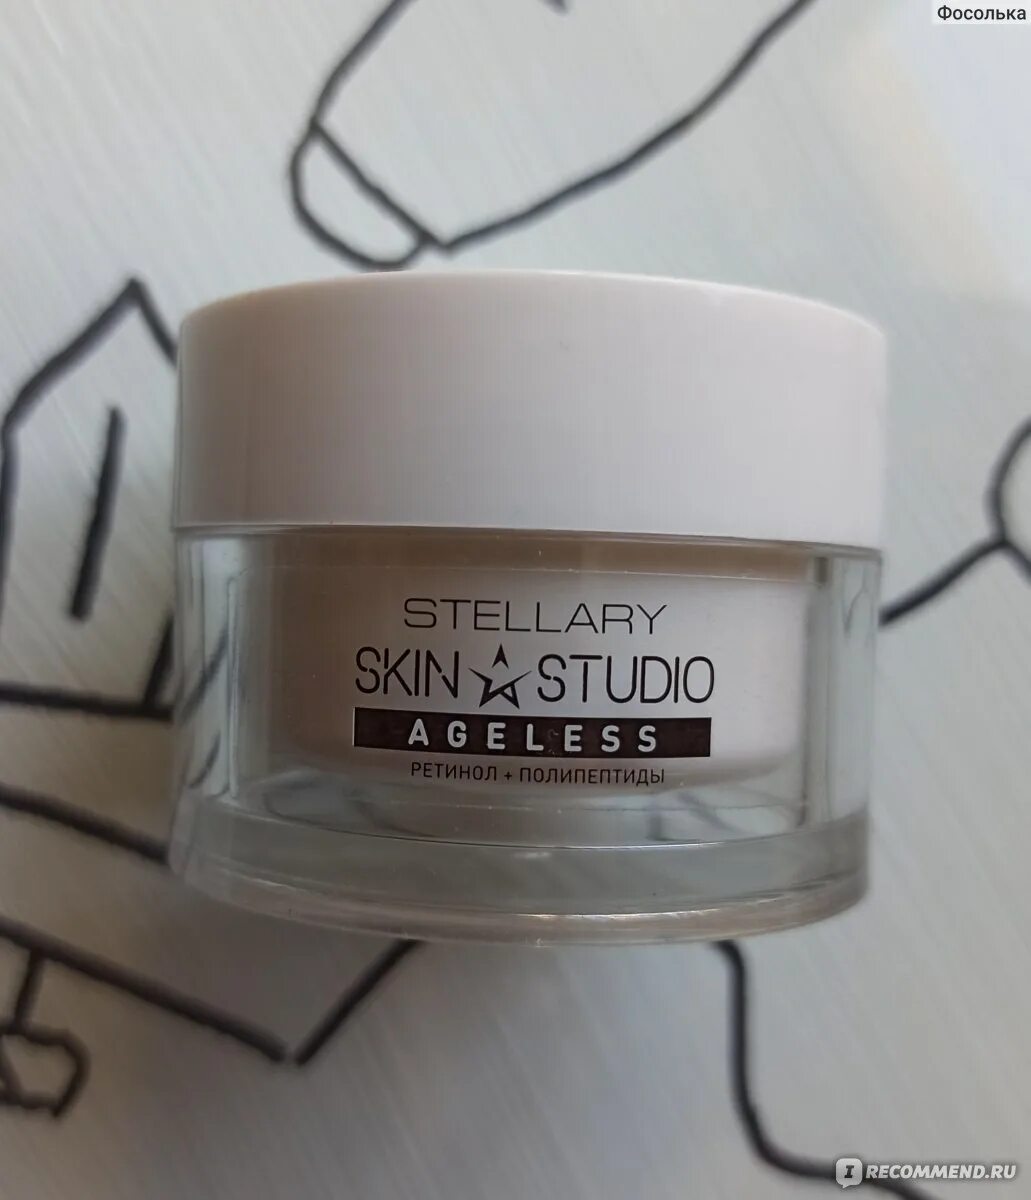 Фосолька
STELLARY
SKIN STUDIO
AGELESS
РЕТИНОЛ + ПОЛИПЕПТИДЫ
I RECOMMEND.RU